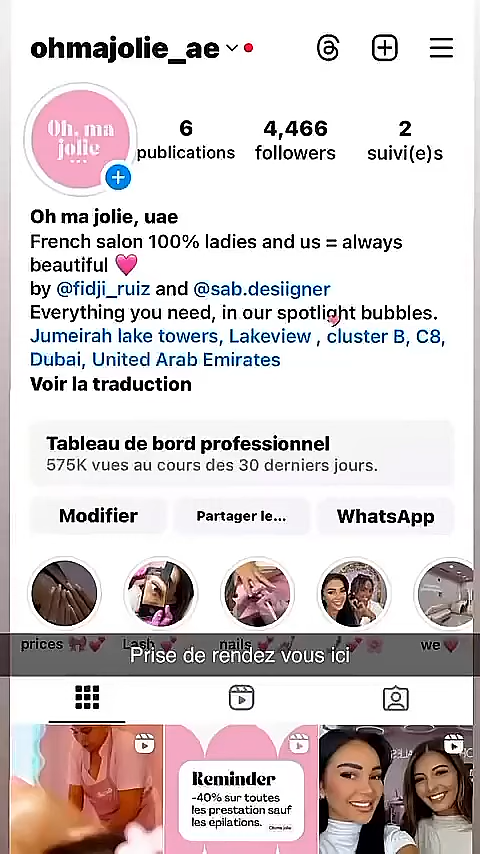 ohmajolie_ae
Oh, ma
jolie
6
publications
4,466
followers
2
suivi(e)s
Oh ma jolie, uae
French salon 100% ladies and us = always
beautiful 💗
by @fidji_ruiz and @sab.desiigner
Everything you need, in our spotlight bubbles.
Jumeirah lake towers, Lakeview , cluster B, C8,
Dubai, United Arab Emirates
Voir la traduction
Tableau de bord professionnel
575K vues au cours des 30 derniers jours.
Modifier
Partager le...
WhatsApp
prices
Lash
nails
we
Prise de rendez vous ici
Reminder
-40% sur toutes
les prestation sauf
les epilations.